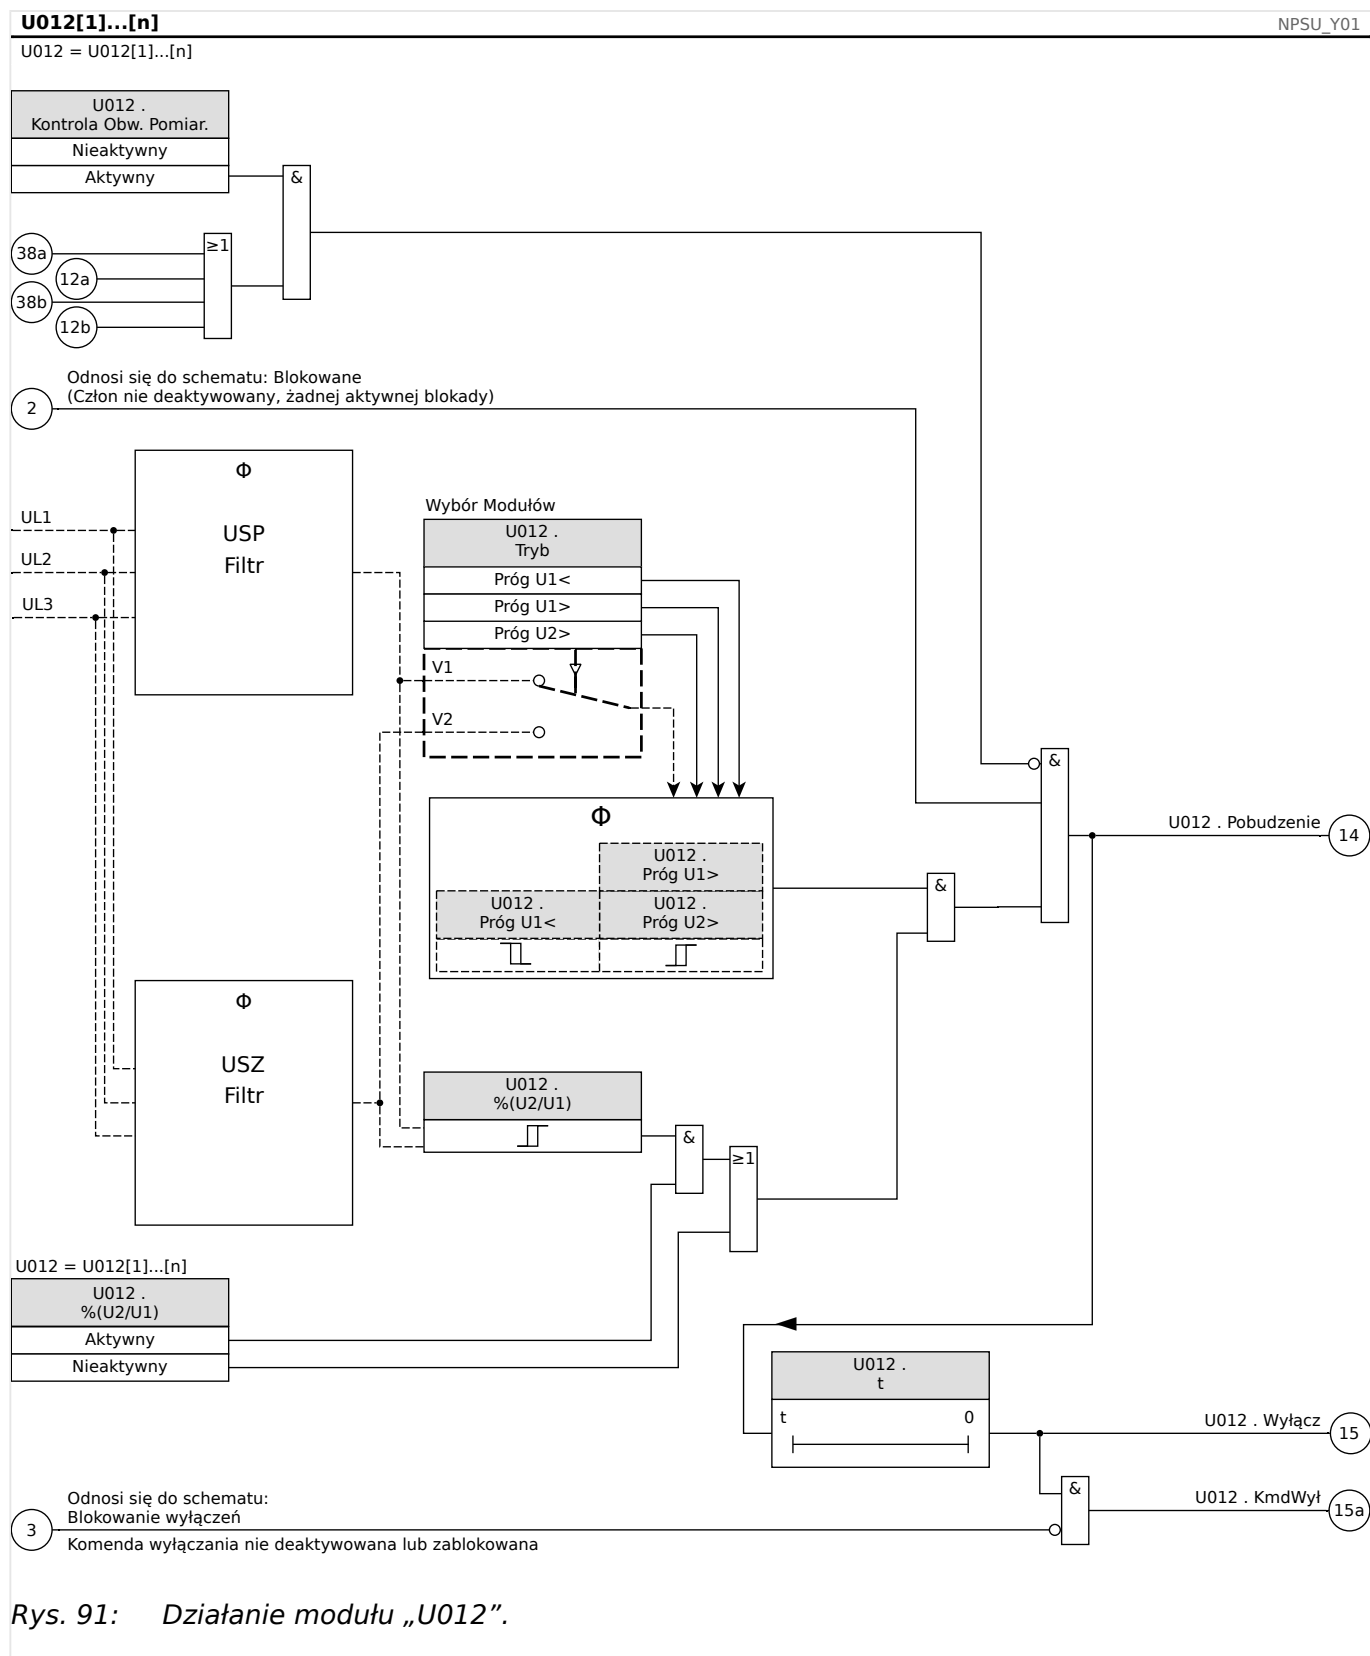 U012[1]...[n]
NPSU_Y01
U012 = U012[1]...[n]
U012 .
Kontrola Obw. Pomiar.
Nieaktywny
Aktywny
&
≥1
38a
12a
38b
12b
Odnosi się do schematu: Blokowane
(Człon nie deaktywowany, żadnej aktywnej blokady)
2
Φ
USP
Filtr
UL1
UL2
UL3
Wybór Modułów
U012 .
Tryb
Próg U1<
Próg U1>
Próg U2>
V1
V2
&
U012 . Pobudzenie
14
Φ
U012 .
Próg U1>
U012 .
Próg U1<
U012 .
Próg U2>
&
Φ
USZ
Filtr
U012 .
%(U2/U1)
&
≥1
U012 = U012[1]...[n]
U012 .
%(U2/U1)
Aktywny
Nieaktywny
U012 .
t
t
0
U012 . Wyłącz
15
&
U012 . KmdWył
15a
Odnosi się do schematu:
Blokowanie wyłączeń
3
Komenda wyłączania nie deaktywowana lub zablokowana
Rys. 91: Działanie modułu „U012”.